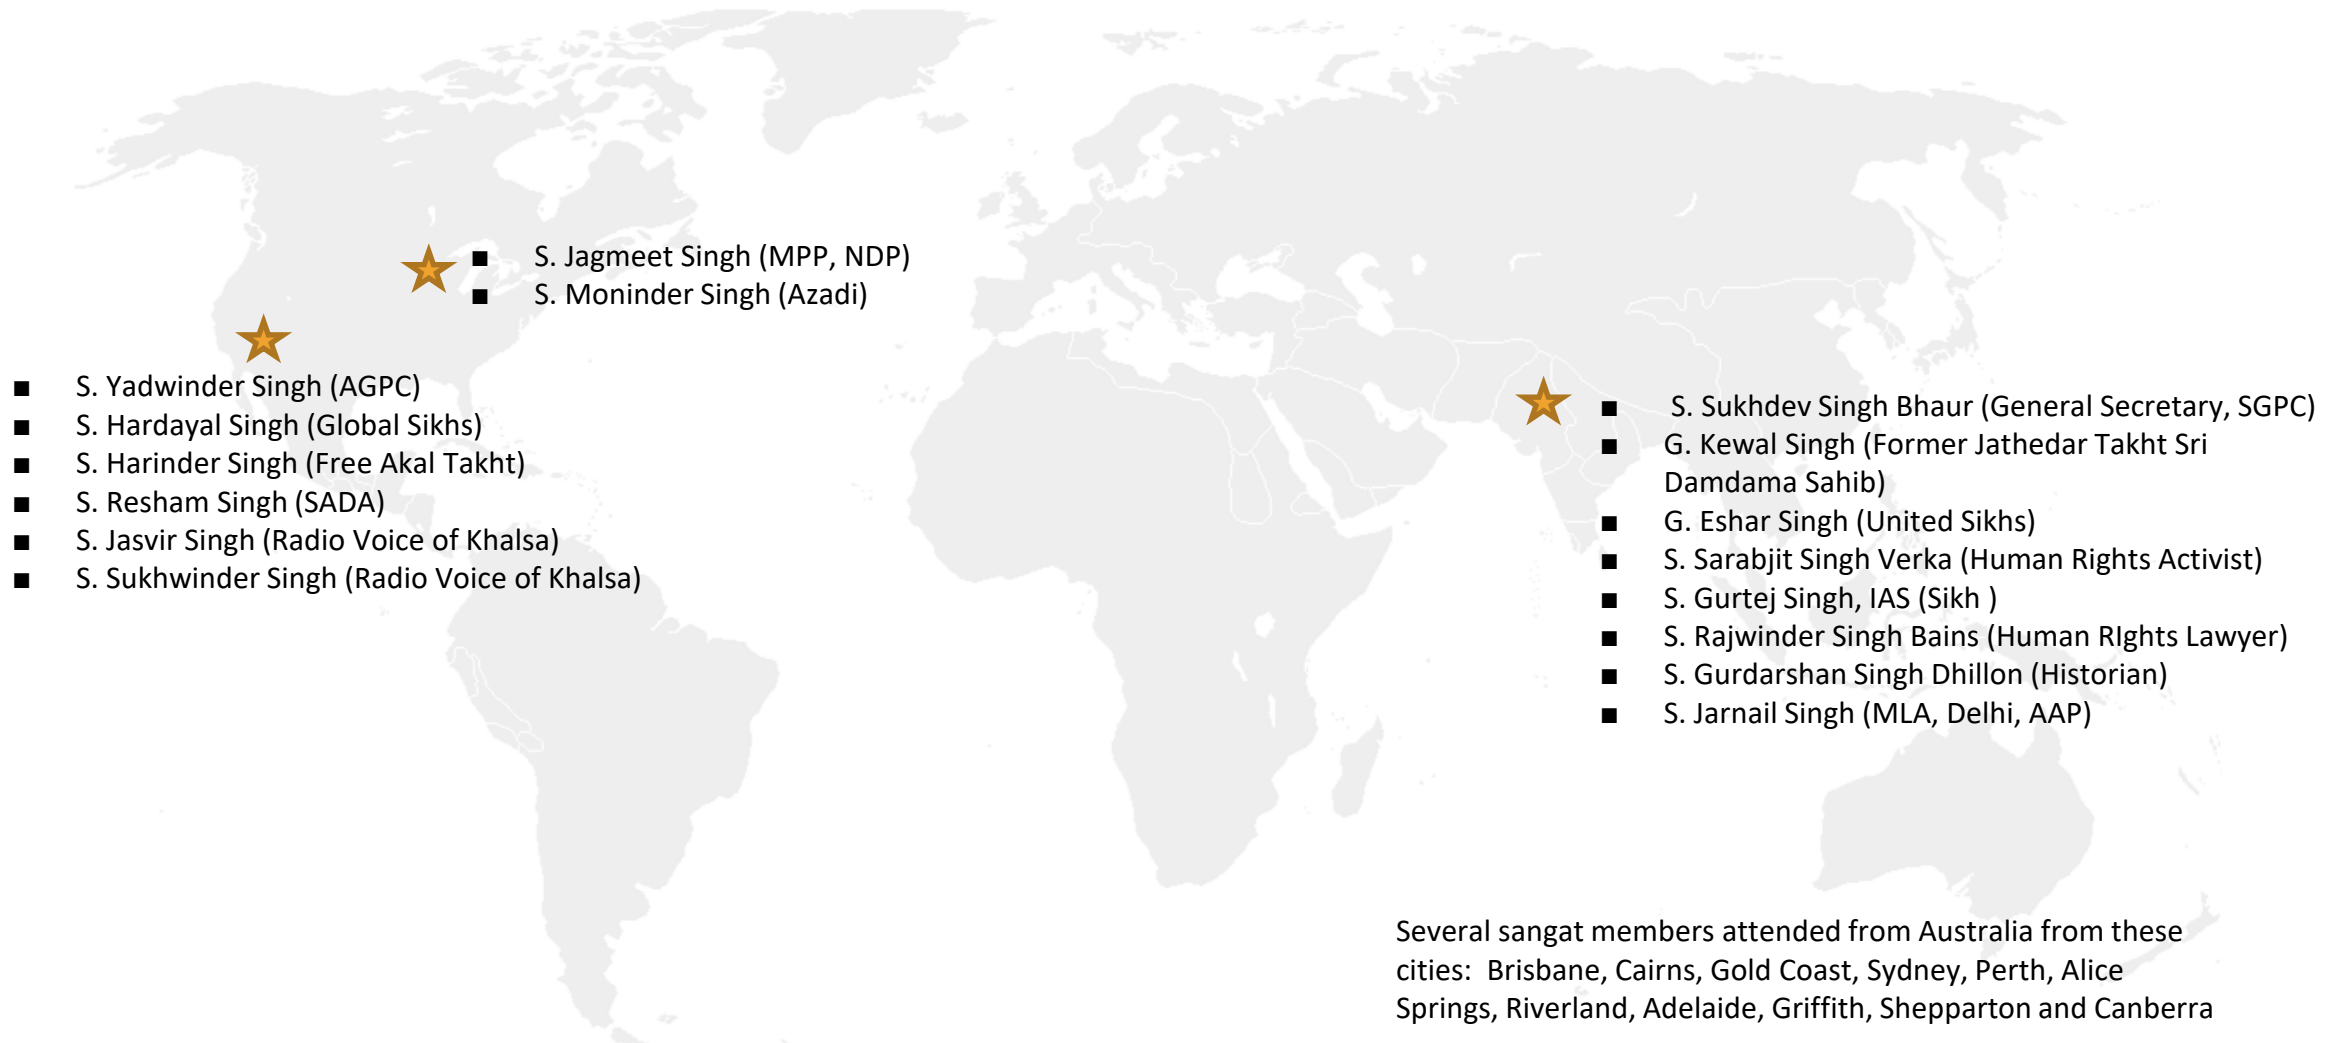 ■ S. Jagmeet Singh (MPP, NDP)
■ S. Moninder Singh (Azadi)
■ S. Yadwinder Singh (AGPC)
■ S. Hardayal Singh (Global Sikhs)
■ S. Harinder Singh (Free Akal Takht)
■ S. Resham Singh (SADA)
■ S. Jasvir Singh (Radio Voice of Khalsa)
■ S. Sukhwinder Singh (Radio Voice of Khalsa)
■ S. Sukhdev Singh Bhaur (General Secretary, SGPC)
■ G. Kewal Singh (Former Jathedar Takht Sri
Damdama Sahib)
■ G. Eshar Singh (United Sikhs)
■ S. Sarabjit Singh Verka (Human Rights Activist)
■ S. Gurtej Singh, IAS (Sikh )
■ S. Rajwinder Singh Bains (Human RIghts Lawyer)
■ S. Gurdarshan Singh Dhillon (Historian)
■ S. Jarnail Singh (MLA, Delhi, AAP)
Several sangat members attended from Australia from these
cities: Brisbane, Cairns, Gold Coast, Sydney, Perth, Alice
Springs, Riverland, Adelaide, Griffith, Shepparton and Canberra